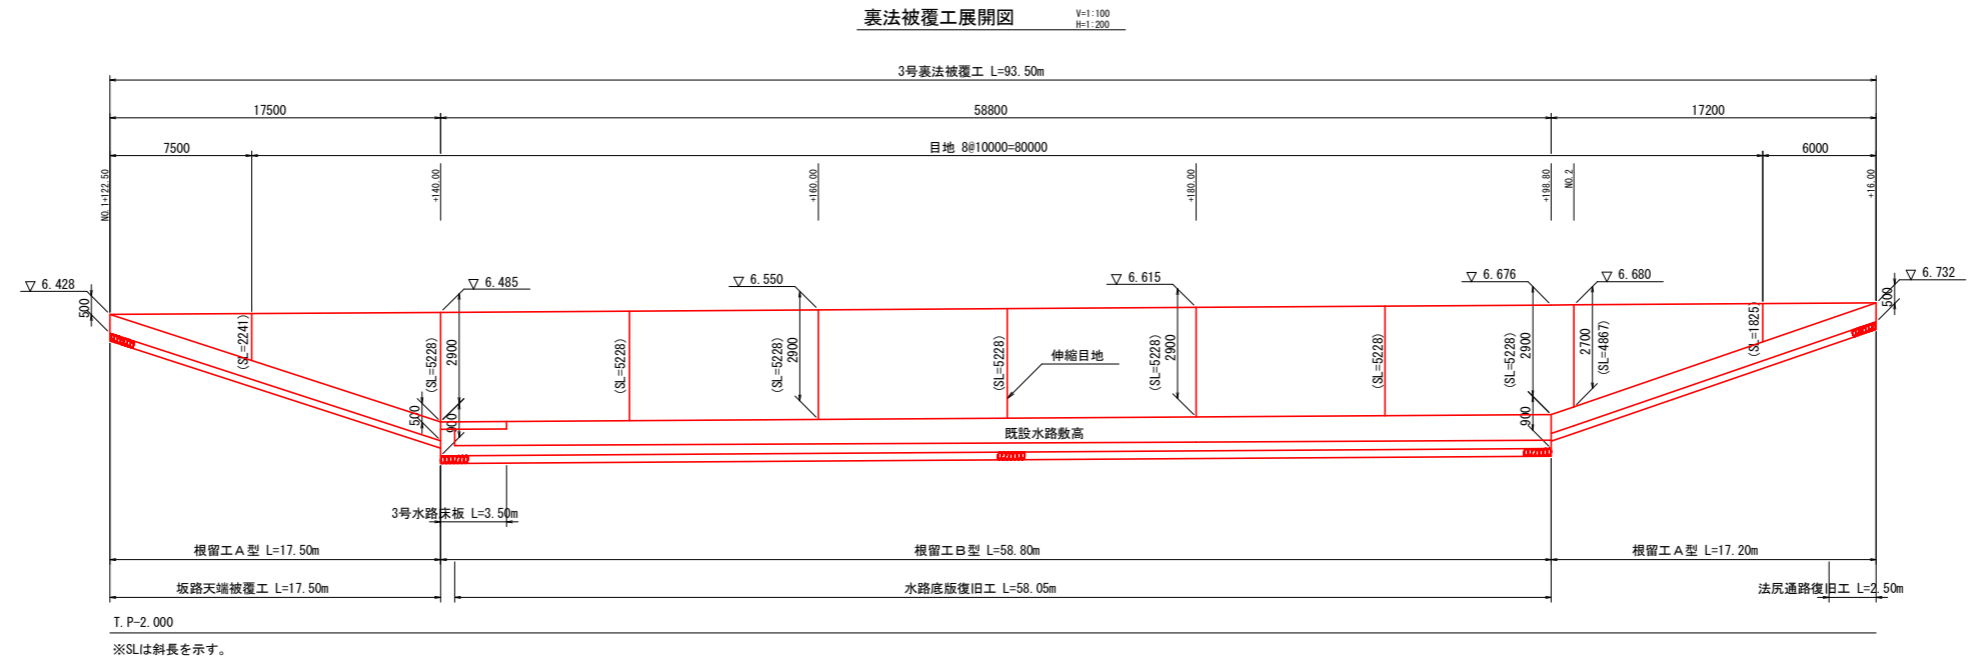 裏法被覆工展開図
V=1:100
H=1:200
3号裏法被覆工 L=93.50m
17500 58800 17200
7500 目地 8@10000=80000 6000
NO.1+122.50 +140.00 +160.00 +180.00 +198.80 NO.2 +16.00
▽ 6.428 ▽ 6.485 ▽ 6.550 ▽ 6.615 ▽ 6.676 ▽ 6.680 ▽ 6.732
500 (SL=2241) (SL=5228) 2900 (SL=5228) (SL=5228) 2900 (SL=5228) (SL=5228) 2900 (SL=5228) (SL=5228) 2900 2700 (SL=4867) (SL=1825) 500
伸縮目地
500 900 900
既設水路敷高
3号水路床板 L=3.50m
根留工A型 L=17.50m 根留工B型 L=58.80m 根留工A型 L=17.20m
坂路天端被覆工 L=17.50m 水路底版復旧工 L=58.05m 法尻通路復旧工 L=2.50m
T.P-2.000
※SLは斜長を示す。